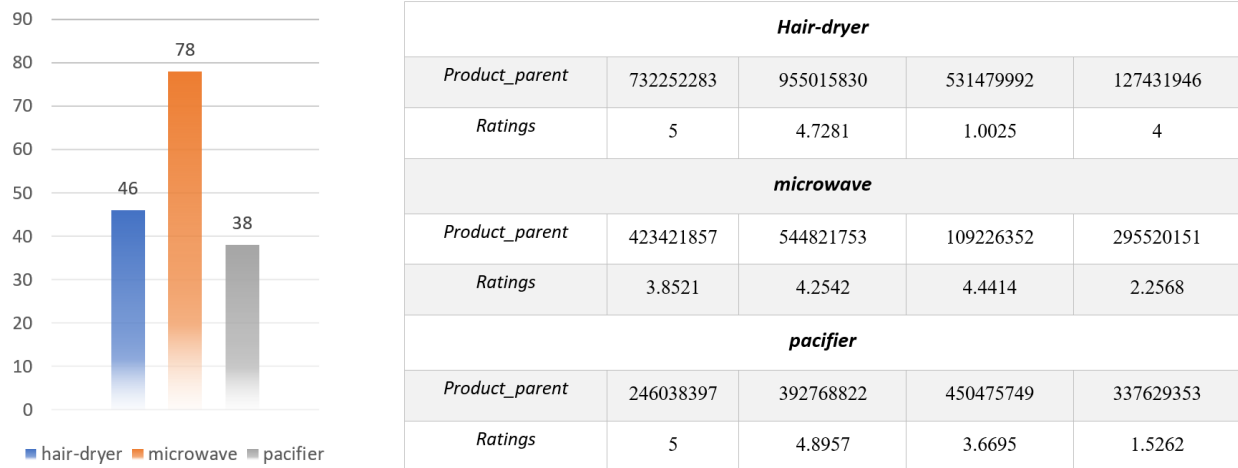 90
80
70
60
50
40
30
20
10
0
46
78
38
hair-dryer microwave pacifier
Hair-dryer
Product_parent 732252283 955015830 531479992 127431946
Ratings 5 4.7281 1.0025 4
microwave
Product_parent 423421857 544821753 109226352 295520151
Ratings 3.8521 4.2542 4.4414 2.2568
pacifier
Product_parent 246038397 392768822 450475749 337629353
Ratings 5 4.8957 3.6695 1.5262